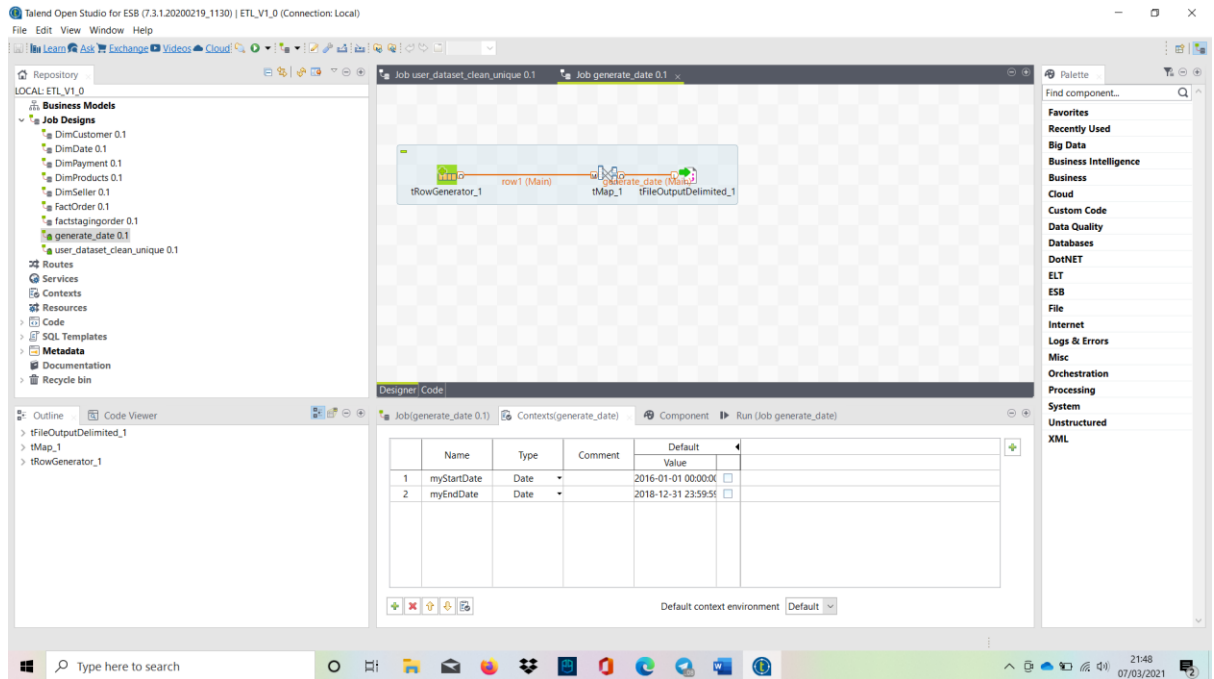 Talend Open Studio for ESB (7.3.1.20200219_1130) | ETL_V1_0 (Connection: Local)
File Edit View Window Help
Learn Ask Exchange Videos Cloud
Repository
LOCAL: ETL_V1_0
Business Models
Job Designs
DimCustomer 0.1
DimDate 0.1
DimPayment 0.1
DimProducts 0.1
DimSeller 0.1
FactOrder 0.1
factstagingorder 0.1
generate_date 0.1
user_dataset_clean_unique 0.1
Routes
Services
Contexts
Resources
Code
SQL Templates
Metadata
Documentation
Recycle bin
Outline Code Viewer
tFileOutputDelimited_1
tMap_1
tRowGenerator_1
Job user_dataset_clean_unique 0.1 Job generate_date 0.1
row1 (Main) generate_date (Main)
tRowGenerator_1 tMap_1 tFileOutputDelimited_1
Designer Code
Job(generate_date 0.1) Contexts(generate_date) Component Run (Job generate_date)
Name Type Comment Default
Value
1 myStartDate Date 2016-01-01 00:00:00
2 myEndDate Date 2018-12-31 23:59:59
Default context environment Default
Palette
Find component...
Favorites
Recently Used
Big Data
Business Intelligence
Business
Cloud
Custom Code
Data Quality
Databases
DotNET
ELT
ESB
File
Internet
Logs & Errors
Misc
Orchestration
Processing
System
Unstructured
XML
Type here to search
21:48
07/03/2021
2